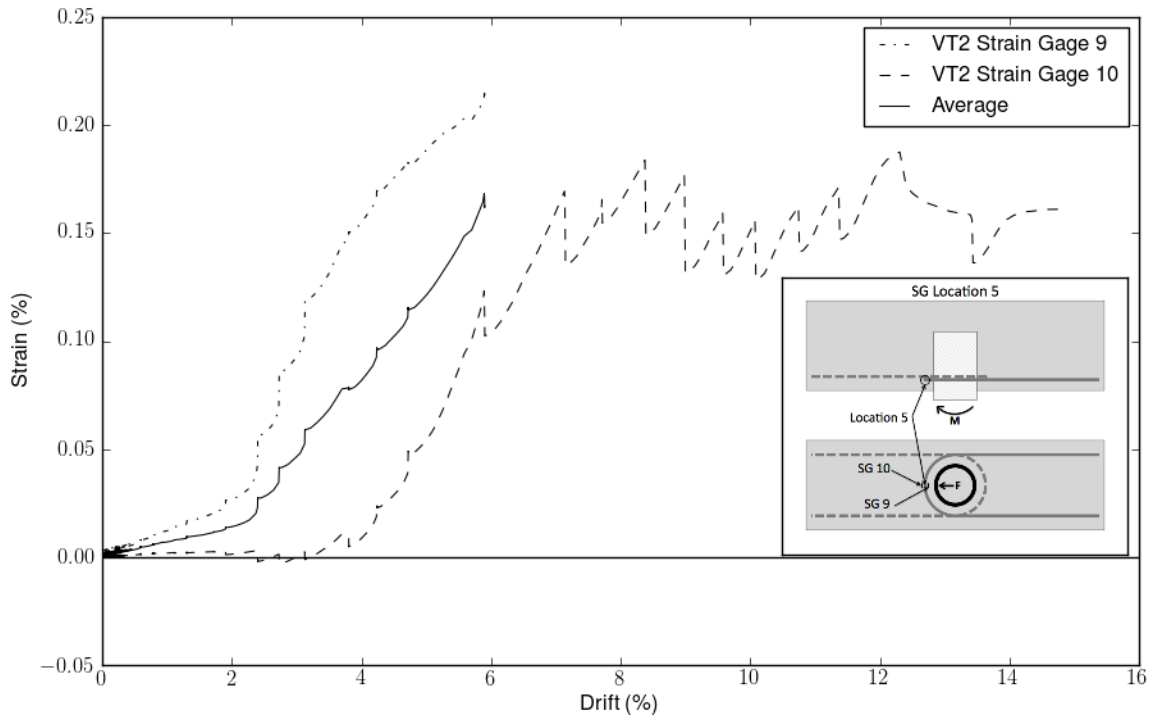 0.25
0.20
0.15
0.10
0.05
0.00
−0.05
Strain (%)
0
2
4
6
8
10
12
14
16
Drift (%)
VT2 Strain Gage 9
VT2 Strain Gage 10
Average
SG Location 5
Location 5
M
SG 10
F
SG 9